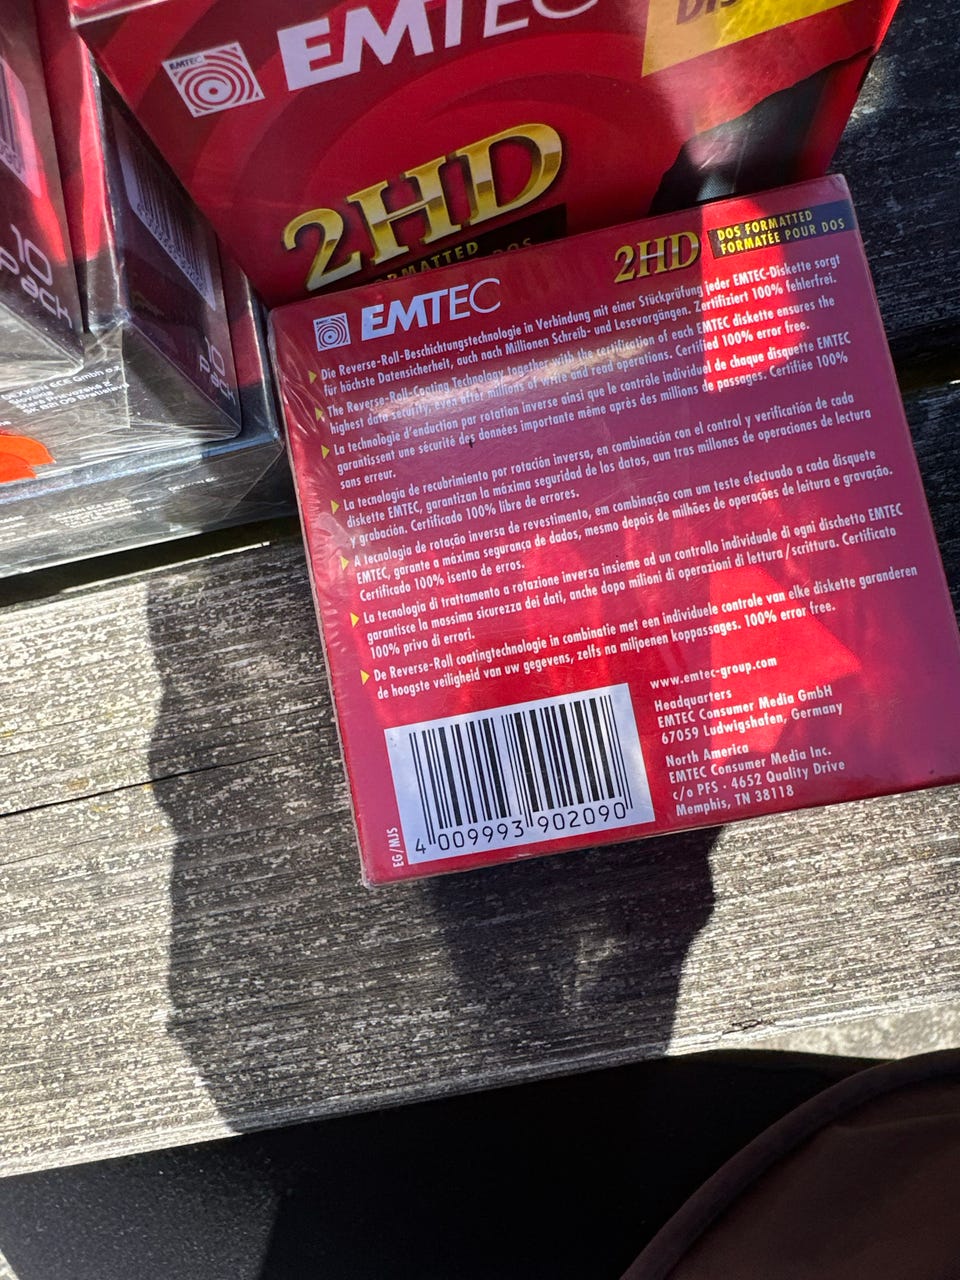 EMTEC
EMTEC
2HD
DOS
10
Pack
10
Pack
EMTEC
2HD
DOS FORMATTED
FORMATÉE POUR DOS
Die Reverse-Roll-Beschichtungstechnologie in Verbindung mit einer Stückprüfung jeder EMTEC-Diskette sorgt
für höchste Datensicherheit, auch nach Millionen Schreib- und Lesevorgängen. Zertifiziert 100% fehlerfrei.
The Reverse-Roll-Coating Technology together with the certification of each EMTEC diskette ensures the
highest data security, even after millions of write and read operations. Certified 100% error free.
La technologie d'enduction par rotation inverse ainsi que le contrôle individuel de chaque disquette EMTEC
garantissent une sécurité des données importante même après des millions de passages. Certifiée 100%
sans erreur.
La tecnología de recubrimiento por rotación inversa, en combinación con el control y verificatión de cada
diskette EMTEC, garantizan la máxima seguridad de los datos, aun tras millones de operaciones de lectura
y grabación. Certificado 100% libre de errores.
A tecnologia de rotação inversa de revestimento, em combinação com um teste efectuado a cada disquete
EMTEC, garante a máxima segurança de dados, mesmo depois de milhões de operações de leitura e gravação.
Certificado 100% isento de erros.
La tecnologia di trattamento a rotazione inversa insieme ad un controllo individuale di ogni dischetto EMTEC
garantisce la massima sicurezza dei dati, anche dopo milioni di operazioni di lettura/scrittura. Certificato
100% privo di errori.
De Reverse-Roll coatingtechnologie in combinatie met een individuele controle van elke diskette garanderen
de hoogste veiligheid van uw gegevens, zelfs na miljoenen koppassages. 100% error free.
www.emtec-group.com
Headquarters
EMTEC Consumer Media GmbH
67059 Ludwigshafen, Germany
North America
EMTEC Consumer Media Inc.
c/o PFS - 4652 Quality Drive
Memphis, TN 38118
EG/MJS
4 009993 902090